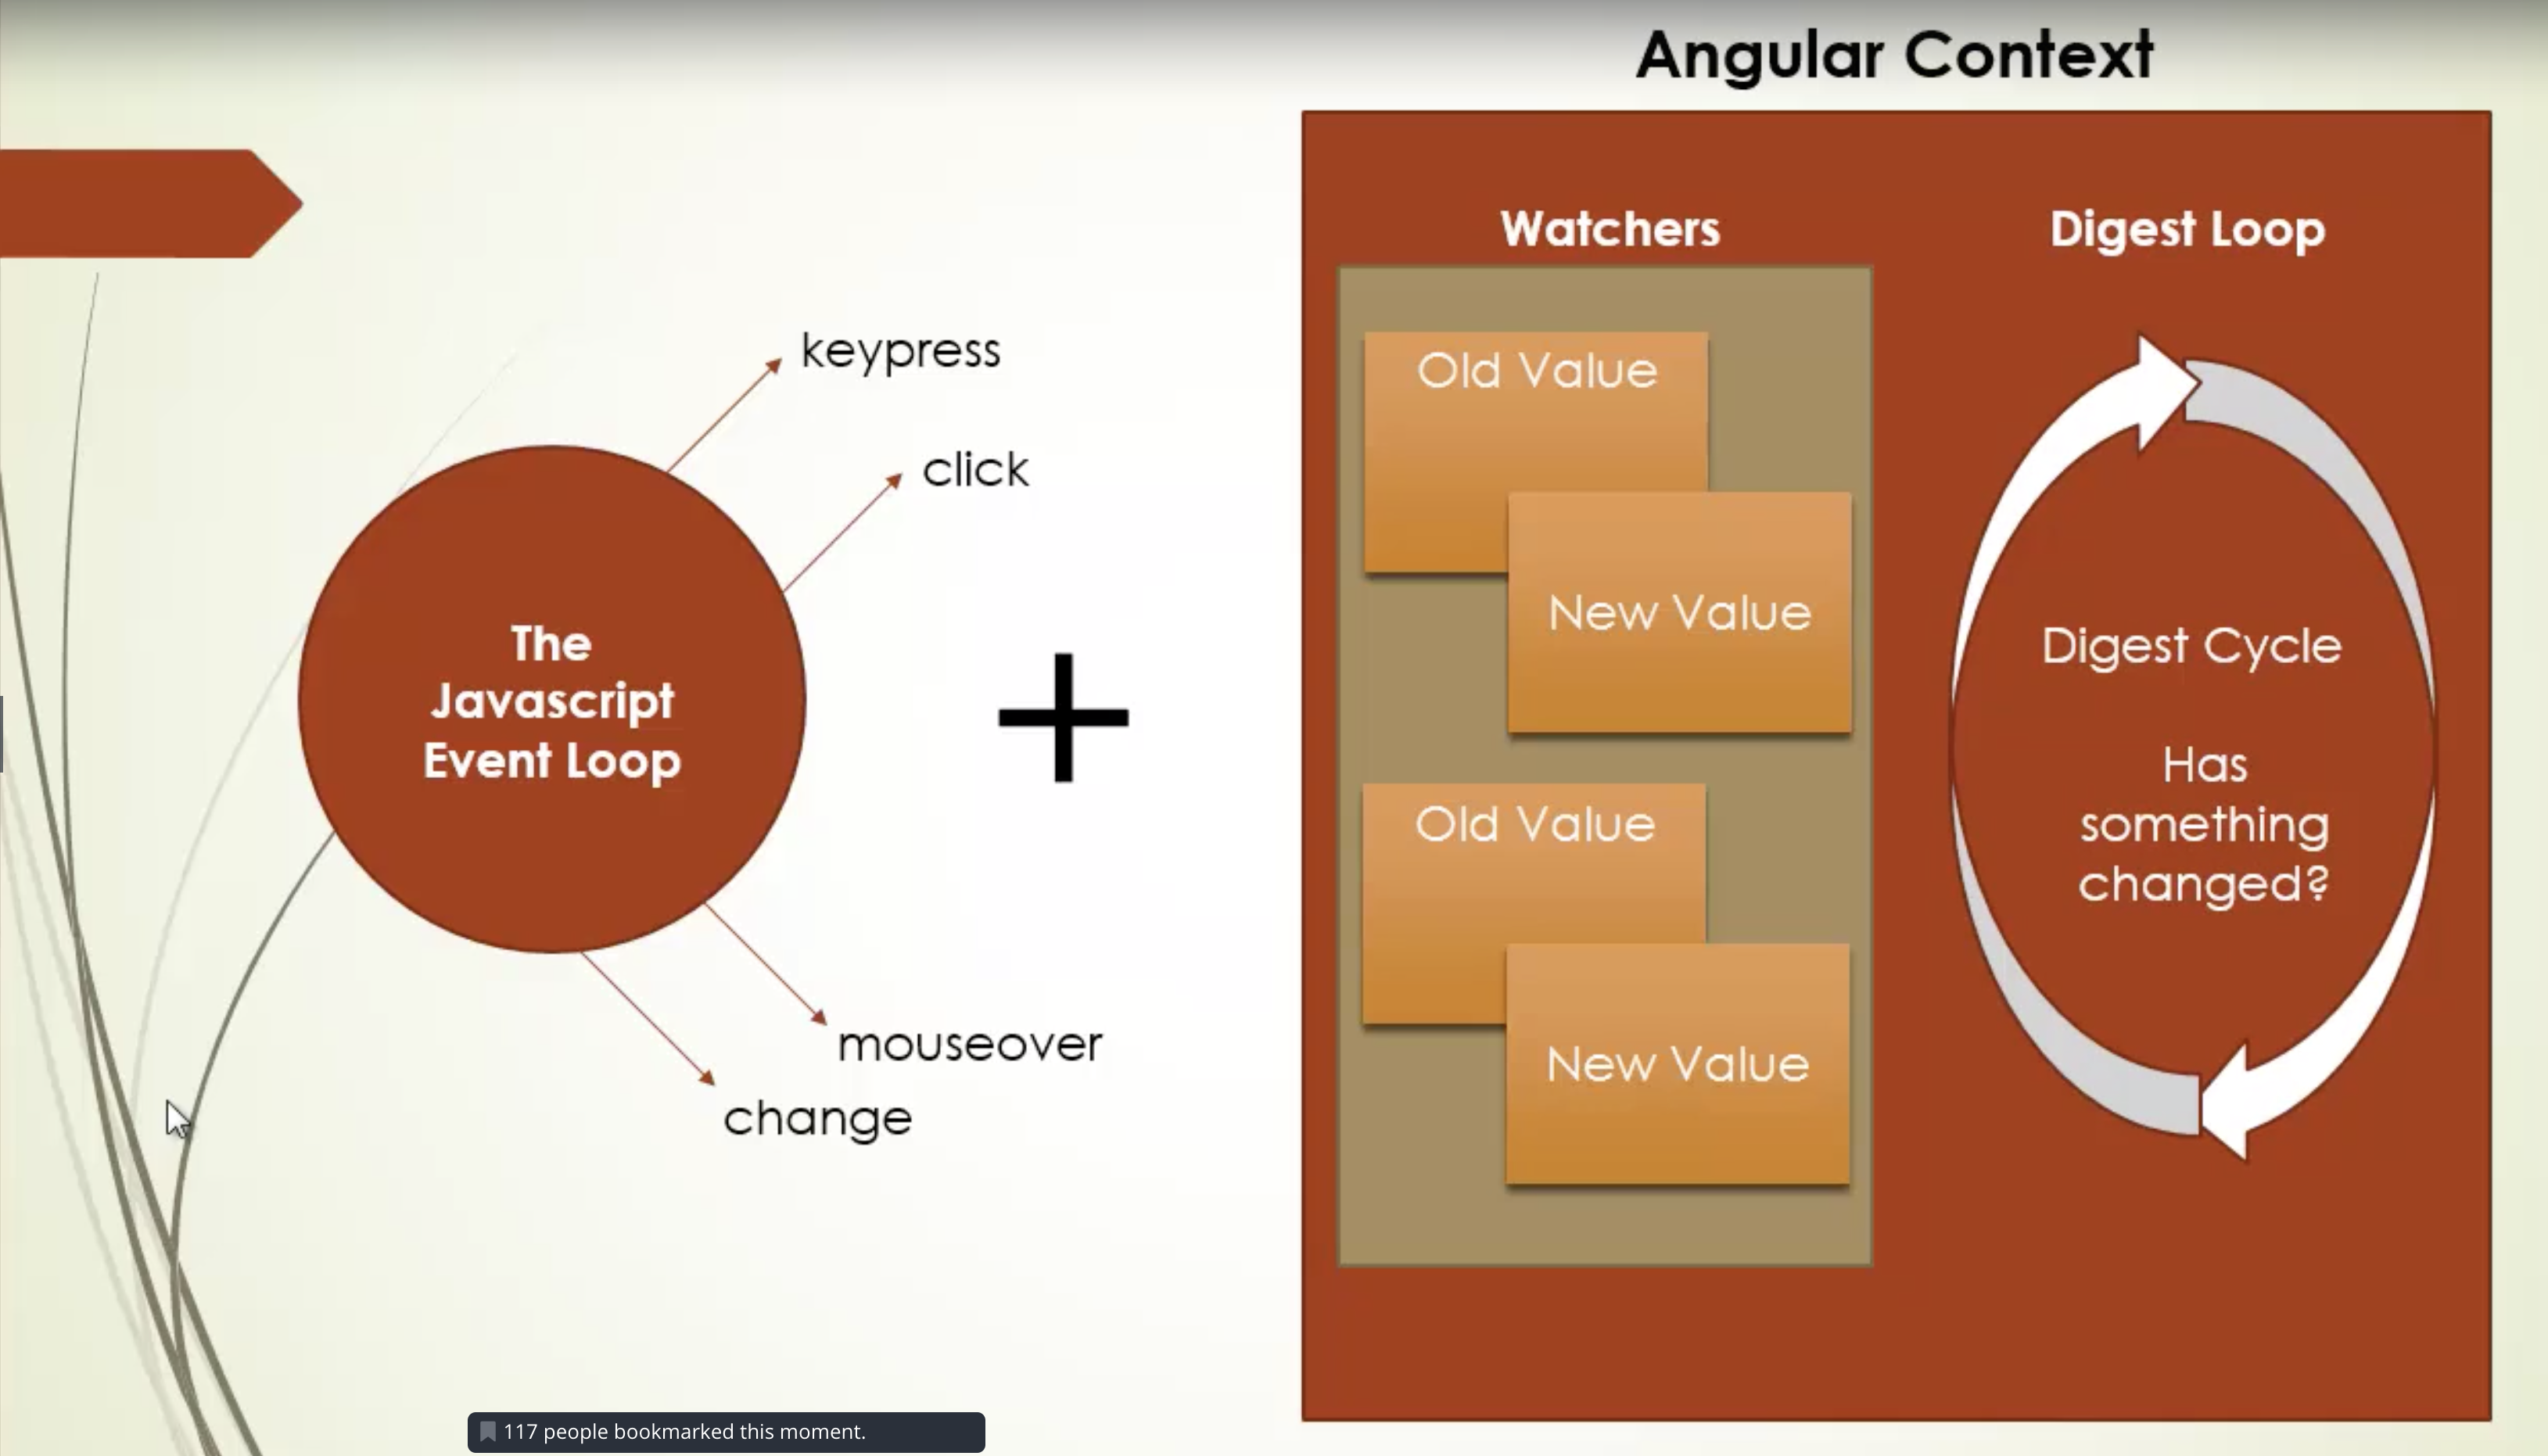 Angular Context
Watchers
Digest Loop
keypress
click
The
Javascript
Event Loop
mouseover
change
+
Old Value
New Value
Old Value
New Value
Digest Cycle
Has
something
changed?
117 people bookmarked this moment.